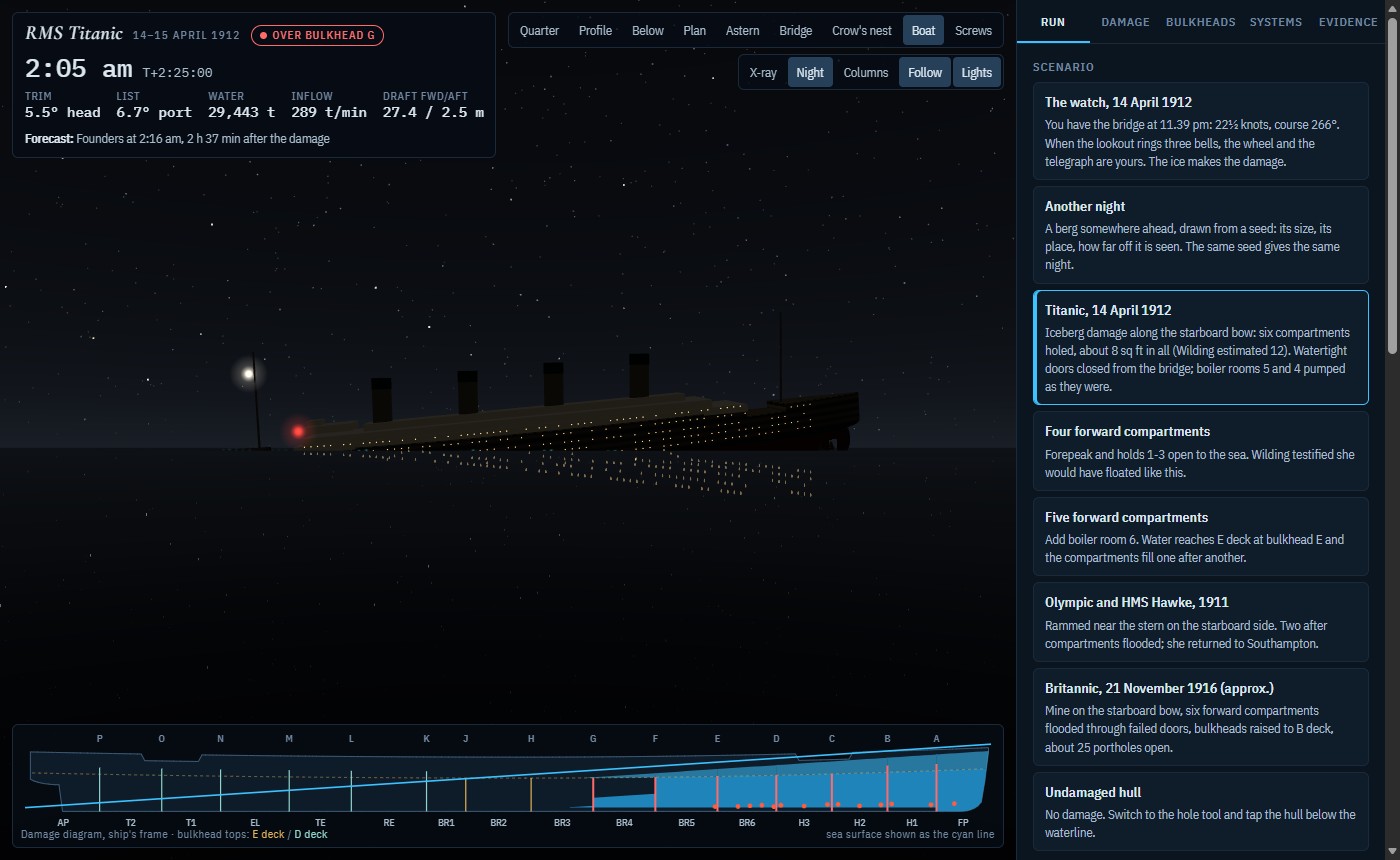 RMS Titanic 14–15 APRIL 1912 OVER BULKHEAD G
2:05 am T+2:25:00
TRIM LIST WATER INFLOW DRAFT FWD/AFT
5.5° head 6.7° port 29,443 t 289 t/min 27.4 / 2.5 m
Forecast: Founders at 2:16 am, 2 h 37 min after the damage
Quarter Profile Below Plan Astern Bridge Crow's nest Boat Screws
X-ray Night Columns Follow Lights
RUN DAMAGE BULKHEADS SYSTEMS EVIDENCE
SCENARIO
The watch, 14 April 1912
You have the bridge at 11.39 pm: 22½ knots, course 266°.
When the lookout rings three bells, the wheel and the
telegraph are yours. The ice makes the damage.
Another night
A berg somewhere ahead, drawn from a seed: its size, its
place, how far off it is seen. The same seed gives the same
night.
Titanic, 14 April 1912
Iceberg damage along the starboard bow: six compartments
holed, about 8 sq ft in all (Wilding estimated 12). Watertight
doors closed from the bridge; boiler rooms 5 and 4 pumped
as they were.
Four forward compartments
Forepeak and holds 1-3 open to the sea. Wilding testified she
would have floated like this.
Five forward compartments
Add boiler room 6. Water reaches E deck at bulkhead E and
the compartments fill one after another.
Olympic and HMS Hawke, 1911
Rammed near the stern on the starboard side. Two after
compartments flooded; she returned to Southampton.
Britannic, 21 November 1916 (approx.)
Mine on the starboard bow, six forward compartments
flooded through failed doors, bulkheads raised to B deck,
about 25 portholes open.
Undamaged hull
No damage. Switch to the hole tool and tap the hull below the
waterline.
P O N M L K J H G F E D C B A
AP T2 T1 EL TE RE BR1 BR2 BR3 BR4 BR5 BR6 H3 H2 H1 FP
Damage diagram, ship's frame · bulkhead tops: E deck / D deck
sea surface shown as the cyan line